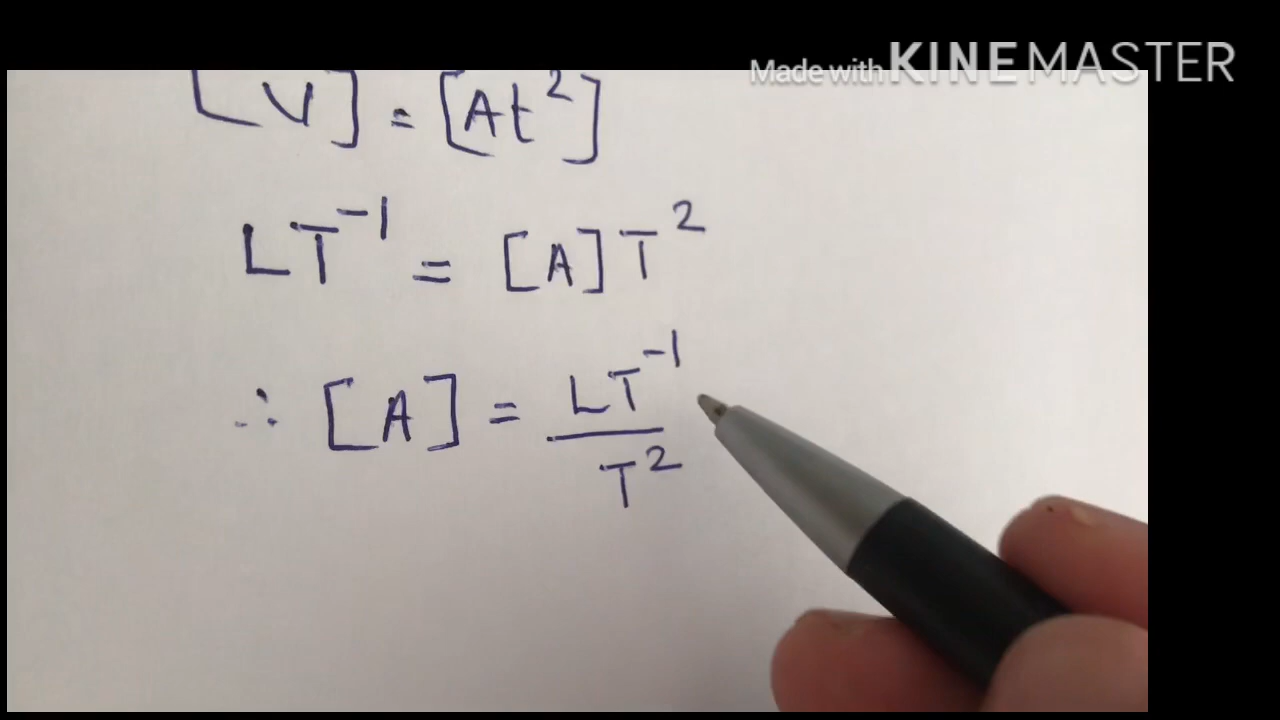 Made with KINEMASTER
[V] = [At²]
LT⁻¹ = [A]T²
∴ [A] = LT⁻¹
T²